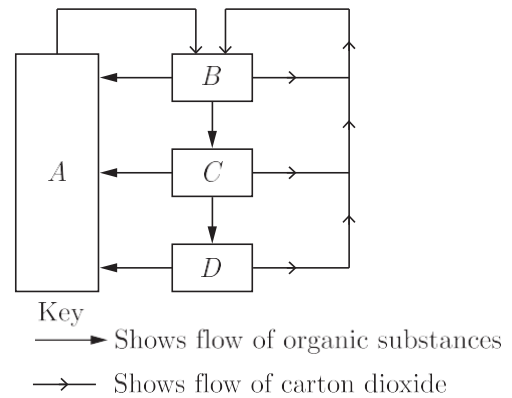 B
A
C
D
Key
Shows flow of organic substances
Shows flow of carton dioxide